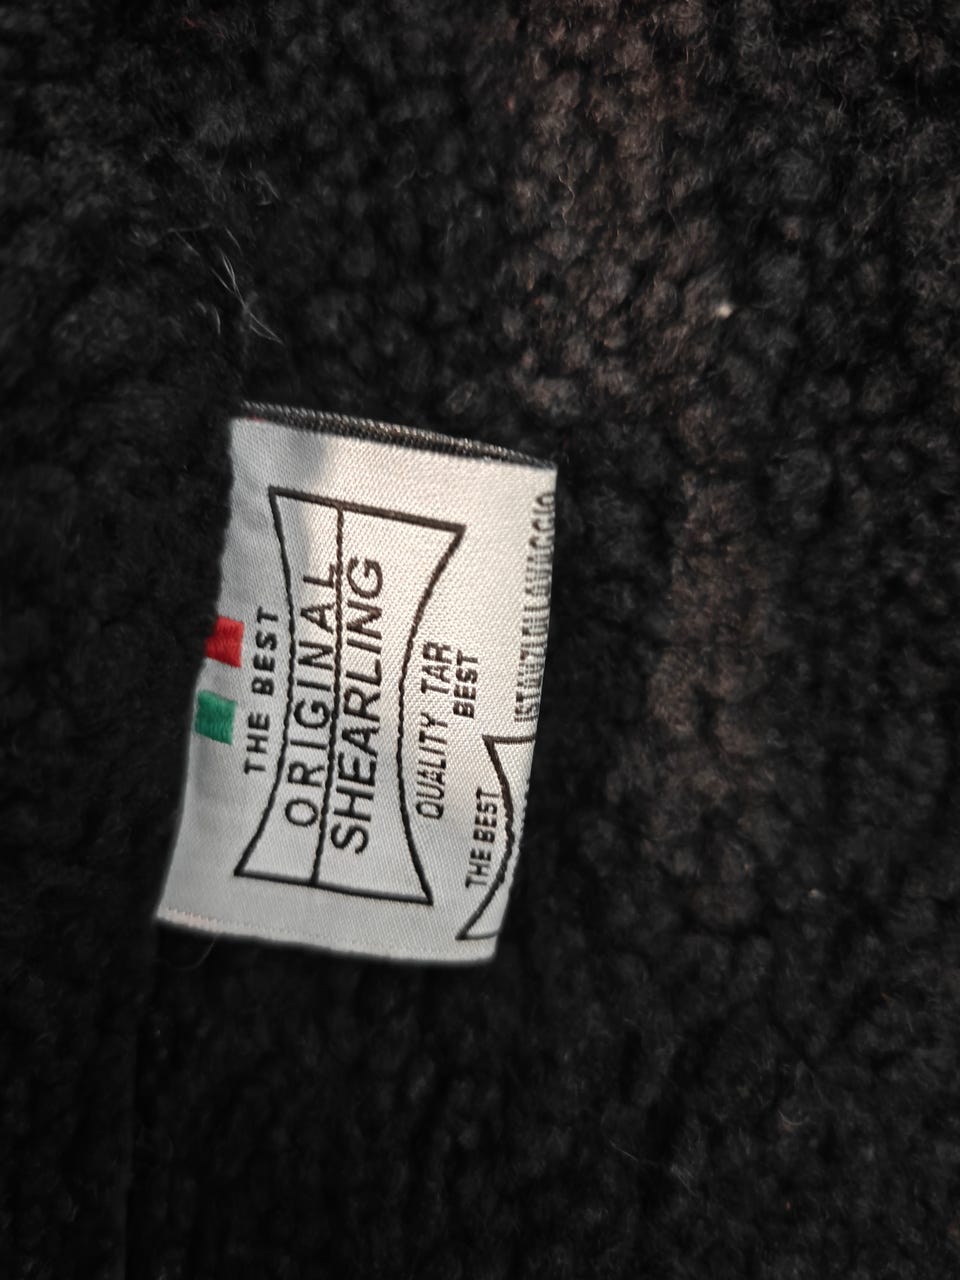 THE BEST
ORIGINAL
SHEARLING
QUALITY TAR
BEST
THE BEST